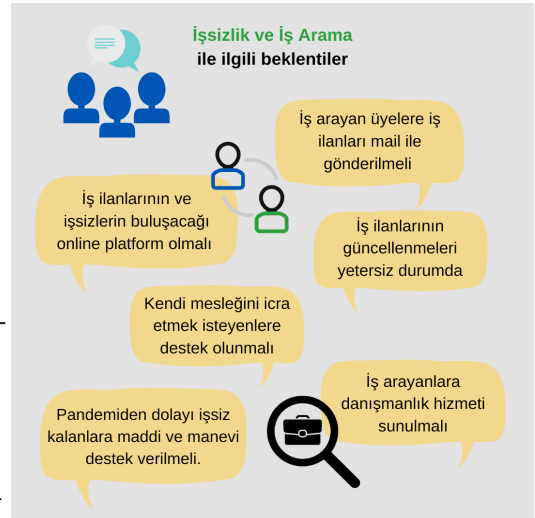 İşsizlik ve İş Arama
ile ilgili beklentiler
İş arayan üyelere iş
ilanları mail ile
gönderilmeli
İş ilanlarının ve
işsizlerin buluşacağı
online platform olmalı
İş ilanlarının
güncellenmeleri
yetersiz durumda
Kendi mesleğini icra
etmek isteyenlere
destek olunmalı
İş arayanlara
danışmanlık hizmeti
sunulmalı
Pandemiden dolayı işsiz
kalanlara maddi ve manevi
destek verilmeli.